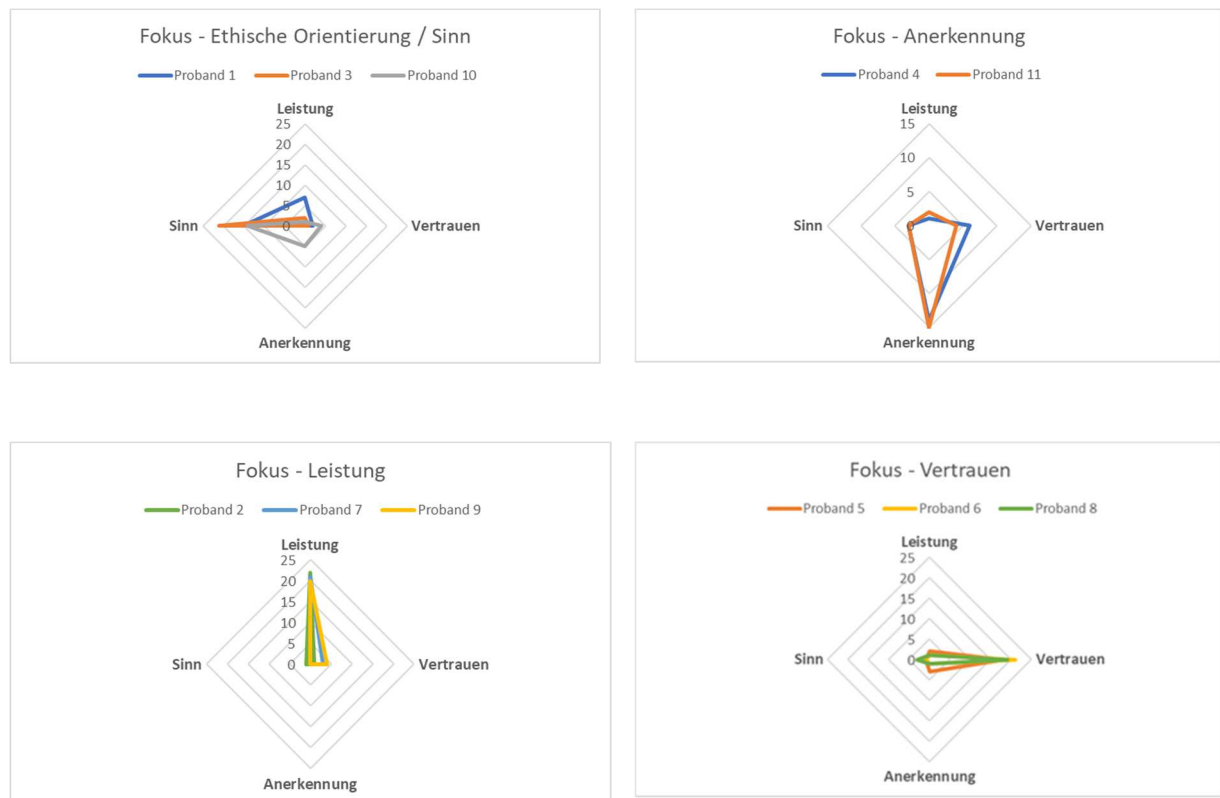 Fokus - Ethische Orientierung / Sinn
Proband 1 Proband 3 Proband 10
Leistung
25
20
15
10
5
0
Sinn
Vertrauen
Anerkennung
Fokus - Anerkennung
Proband 4 Proband 11
Leistung
15
10
5
0
Sinn
Vertrauen
Anerkennung
Fokus - Leistung
Proband 2 Proband 7 Proband 9
Leistung
25
20
15
10
5
0
Sinn
Vertrauen
Anerkennung
Fokus - Vertrauen
Proband 5 Proband 6 Proband 8
Leistung
25
20
15
10
5
0
Sinn
Vertrauen
Anerkennung